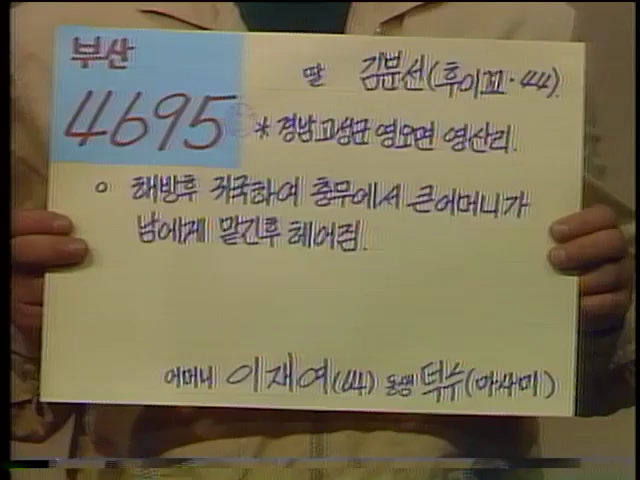 부산
4695
딸 김분선(후이꼬·44).
* 경남 고성군 영오면 영산리.
○ 해방후 귀국하여 충무에서 큰어머니가
남에게 맡긴후 헤어짐.
어머니 이재여(64) 동생 덕수(마사미)